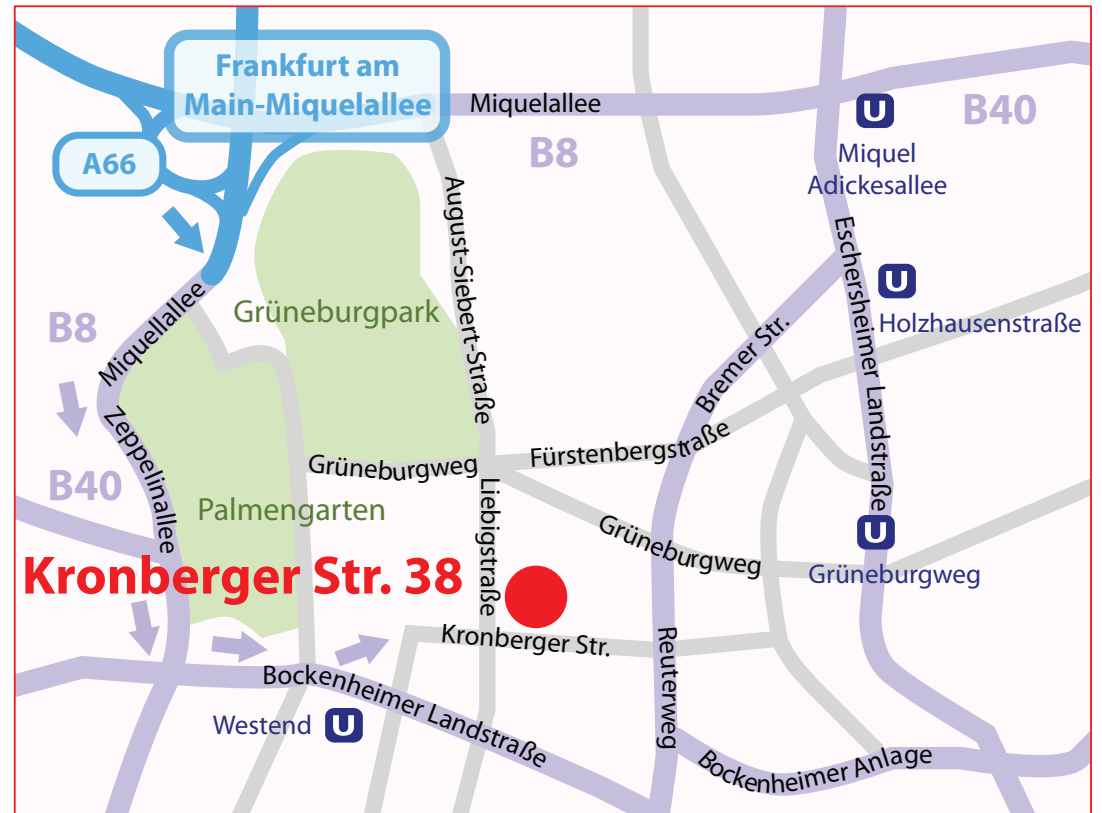 Frankfurt am
Main-Miquelallee
Miquelallee
B8
B40
U
Miquel
Adickesallee
A66
August-Siebert-Straße
Eschersheimer Landstraße
U
Holzhausenstraße
Grüneburgpark
B8
Miquellallee
Bremer Str.
Zeppelinallee
Fürstenbergstraße
Grüneburgweg
B40
Palmengarten
Liebigstraße
Grüneburgweg
U
Grüneburgweg
Kronberger Str. 38
Kronberger Str.
Reuterweg
Bockenheimer Landstraße
Westend U
Bockenheimer Anlage